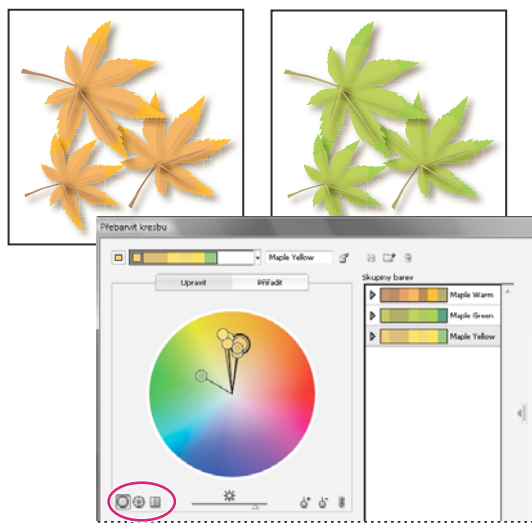 Přebarvit kresbu
Maple Yellow
Skupiny barev
Upravit
Přiřadit
Maple Warm
Maple Green
Maple Yellow